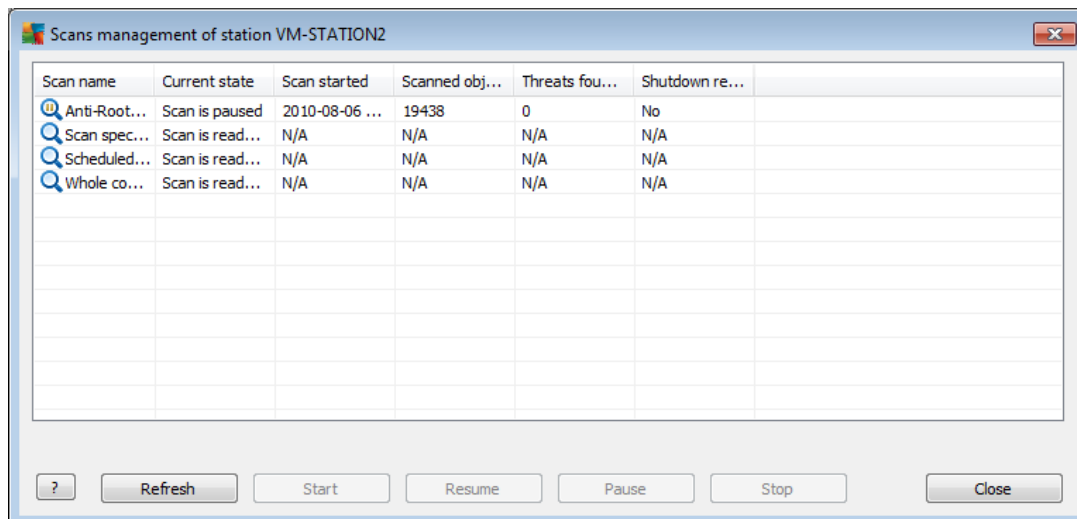 Scans management of station VM-STATION2
Scan name Current state Scan started Scanned obj... Threats fou... Shutdown re...
Anti-Root... Scan is paused 2010-08-06 ... 19438 0 No
Scan spec... Scan is read... N/A N/A N/A N/A
Scheduled... Scan is read... N/A N/A N/A N/A
Whole co... Scan is read... N/A N/A N/A N/A
? Refresh Start Resume Pause Stop Close